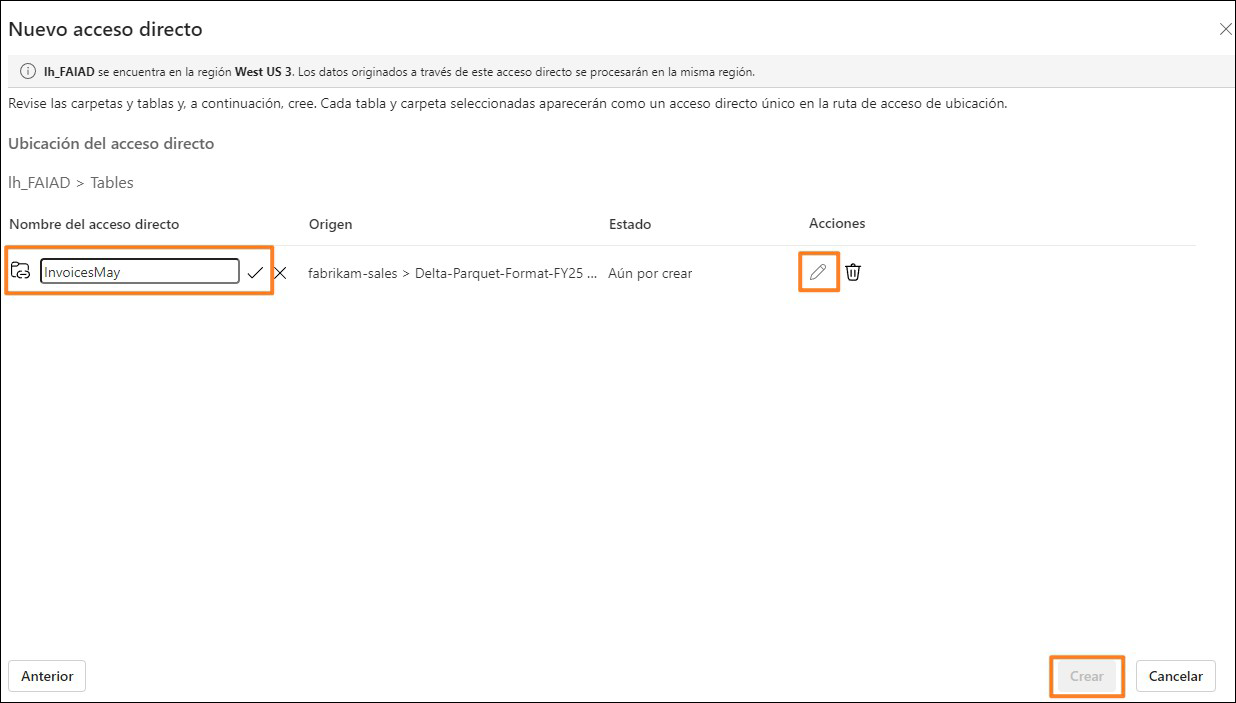 Nuevo acceso directo
lh_FAIAD se encuentra en la región West US 3. Los datos originados a través de este acceso directo se procesarán en la misma región.
Revise las carpetas y tablas y, a continuación, cree. Cada tabla y carpeta seleccionadas aparecerán como un acceso directo único en la ruta de acceso de ubicación.
Ubicación del acceso directo
lh_FAIAD > Tables
Nombre del acceso directo Origen Estado Acciones
InvoicesMay fabrikam-sales > Delta-Parquet-Format-FY25 ... Aún por crear
Anterior Crear Cancelar